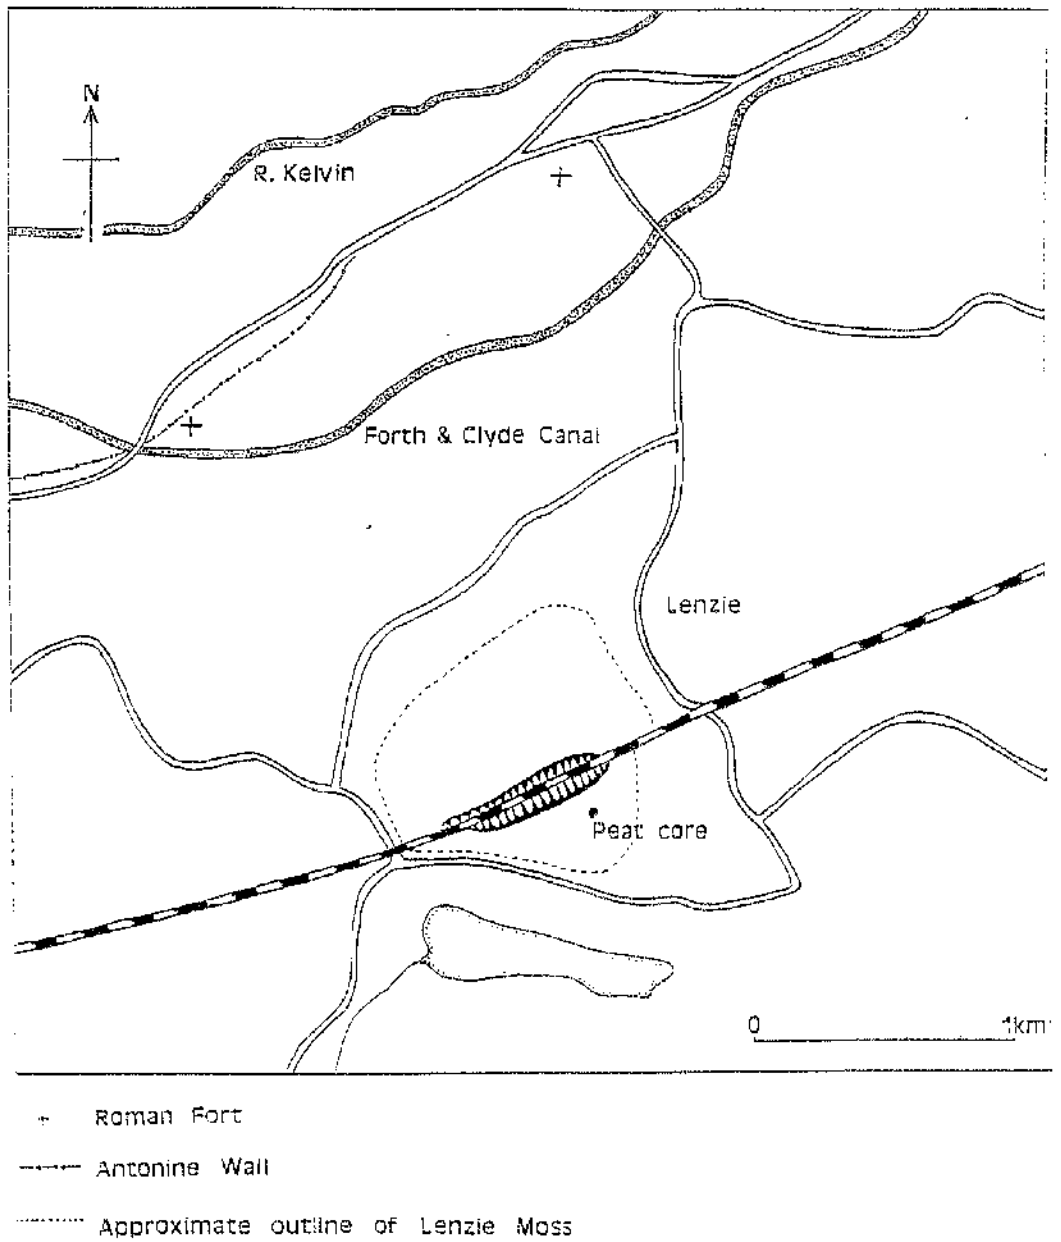 N
R. Kelvin
Forth & Clyde Canal
Lenzie
Peat core
0 1km
Roman Fort
Antonine Wall
Approximate outline of Lenzie Moss